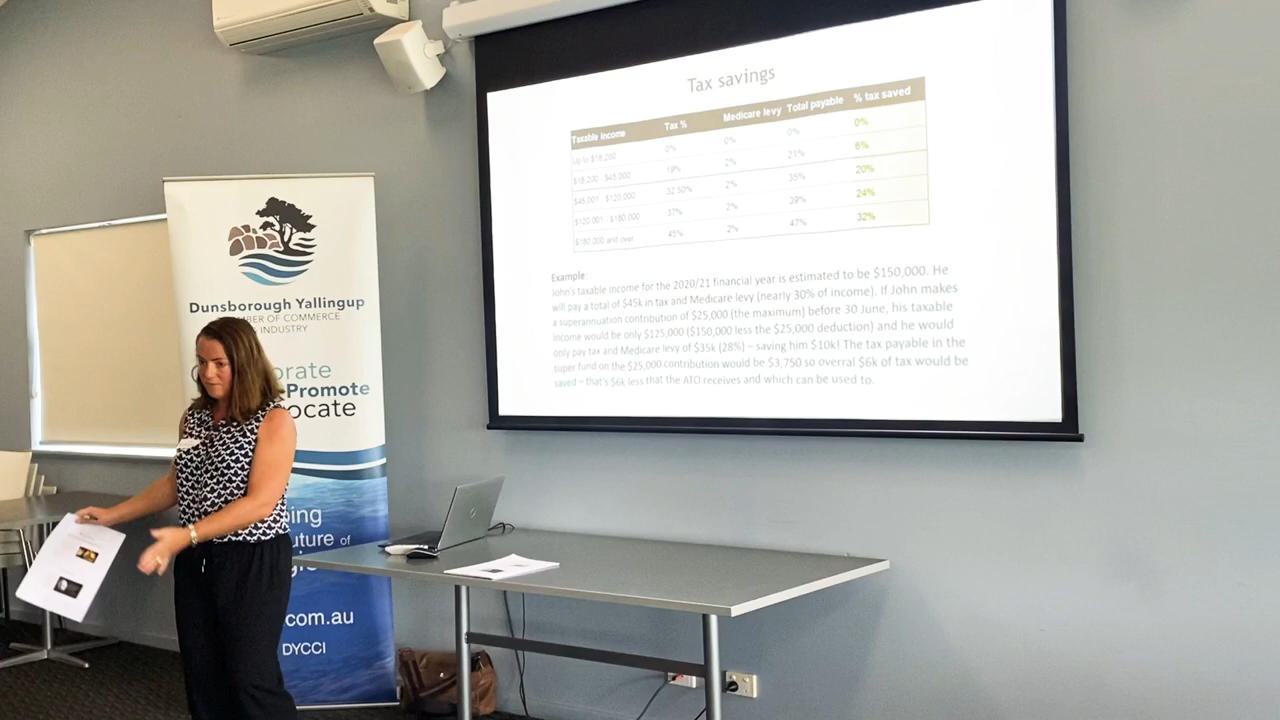 Tax savings
Taxable income Tax % Medicare levy Total payable % tax saved
Up to $18,200 0% 0% 0% 0%
$18,200 - $45,000 19% 2% 21% 6%
$45,001 - $120,000 32.50% 2% 35% 20%
$120,001 - $180,000 37% 2% 39% 24%
$180,000 and over 45% 2% 47% 32%
Example:
John's taxable income for the 2020/21 financial year is estimated to be $150,000. He
will pay a total of $45k in tax and Medicare levy (nearly 30% of income). If John makes
a superannuation contribution of $25,000 (the maximum) before 30 June, his taxable
income would be only $125,000 ($150,000 less the $25,000 deduction) and he would
only pay tax and Medicare levy of $35k (28%) – saving him $10k! The tax payable in the
super fund on the $25,000 contribution would be $3,750 so overral $6k of tax would be
saved – that's $6k less that the ATO receives and which can be used to.
Dunsborough Yallingup
BER OF COMMERCE
INDUSTRY
orate
Promote
ocate
ping
uture of
.com.au
DYCCI